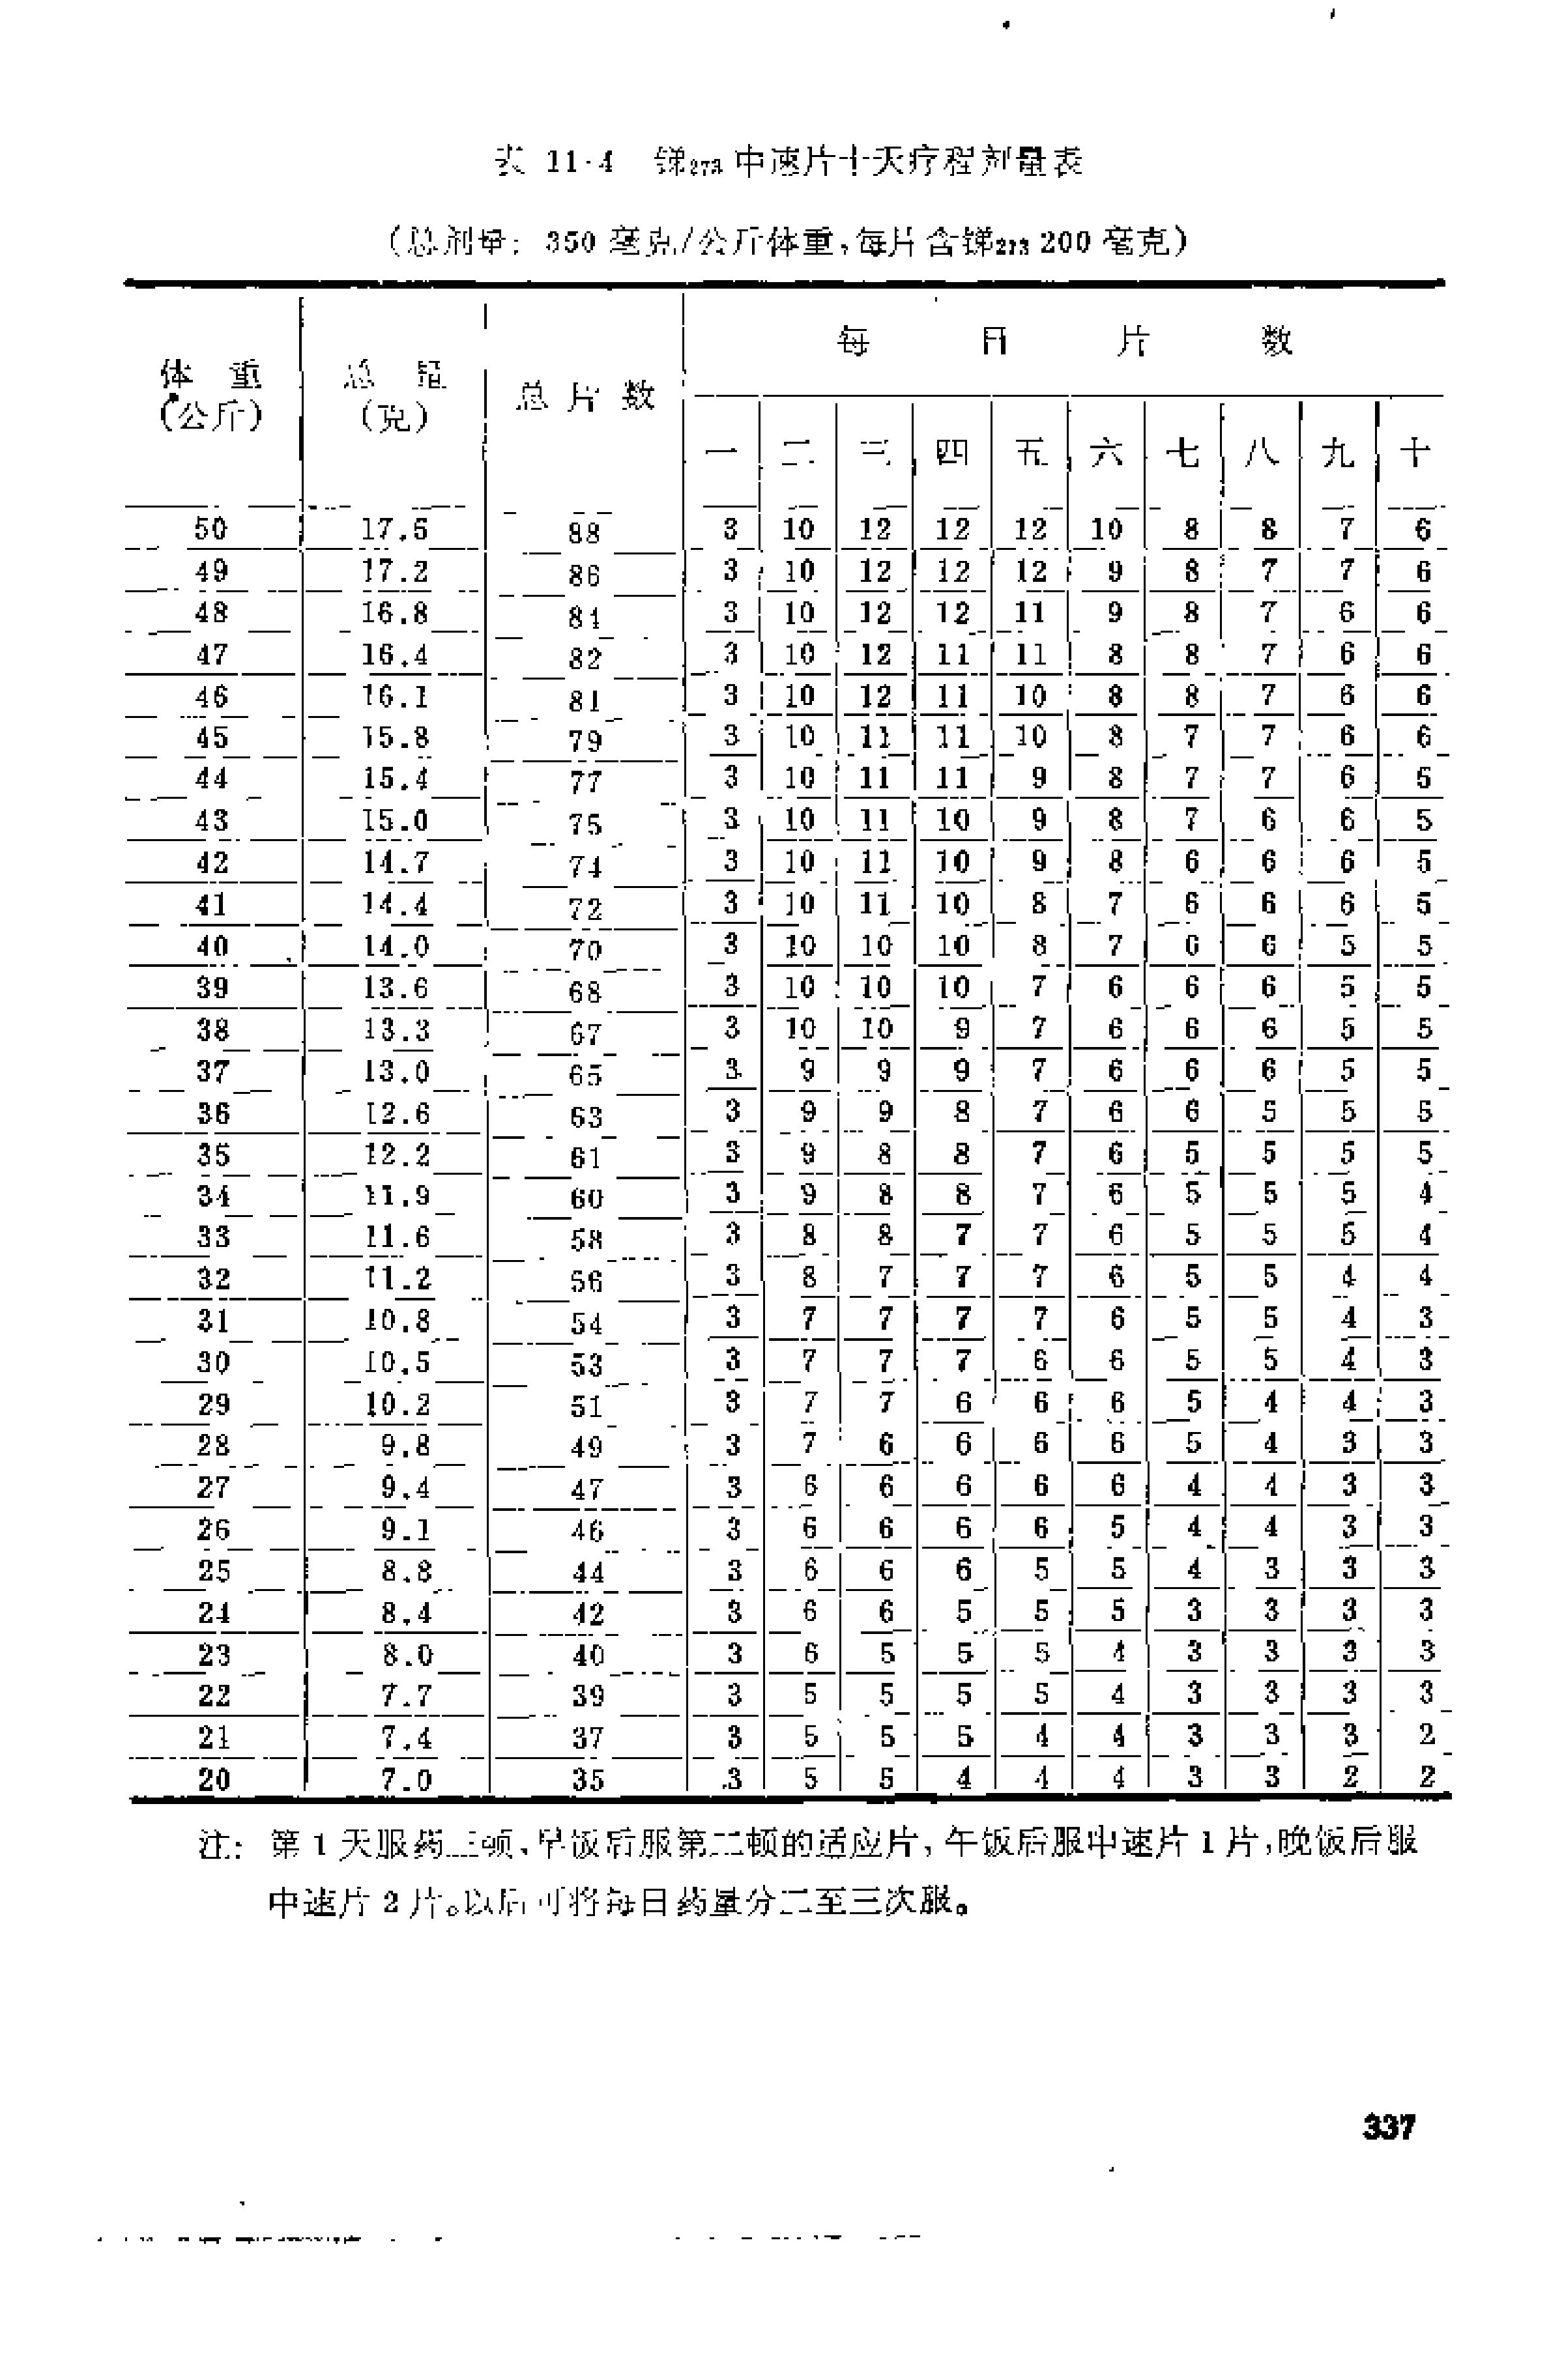 表 11·4 锑₂₇₃中速片十天疗程剂量表
(总剂量: 350 毫克/公斤体重,每片含锑₂₇₃ 200 毫克)
体 重 总 量 总 片 数 每 日 片 数
(公斤) (克) 一 二 三 四 五 六 七 八 九 十
50 17.5 88 3 10 12 12 12 10 8 8 7 6
49 17.2 86 3 10 12 12 12 9 8 7 7 6
48 16.8 84 3 10 12 12 11 9 8 7 6 6
47 16.4 82 3 10 12 11 11 8 8 7 6 6
46 16.1 81 3 10 12 11 10 8 8 7 6 6
45 15.8 79 3 10 11 11 10 8 7 7 6 6
44 15.4 77 3 10 11 11 9 8 7 7 6 5
43 15.0 75 3 10 11 10 9 8 7 6 6 5
42 14.7 74 3 10 11 10 9 8 6 6 6 5
41 14.4 72 3 10 11 10 8 7 6 6 6 5
40 14.0 70 3 10 10 10 8 7 6 6 5 5
39 13.6 68 3 10 10 10 7 6 6 6 5 5
38 13.3 67 3 10 10 9 7 6 6 6 5 5
37 13.0 65 3 9 9 9 7 6 6 6 5 5
36 12.6 63 3 9 9 8 7 6 6 5 5 5
35 12.2 61 3 9 8 8 7 6 5 5 5 5
34 11.9 60 3 9 8 8 7 6 5 5 5 4
33 11.6 58 3 8 8 7 7 6 5 5 5 4
32 11.2 56 3 8 7 7 7 6 5 5 4 4
31 10.8 54 3 7 7 7 7 6 5 5 4 3
30 10.5 53 3 7 7 7 6 6 5 5 4 3
29 10.2 51 3 7 7 6 6 6 5 4 4 3
28 9.8 49 3 7 6 6 6 6 5 4 3 3
27 9.4 47 3 6 6 6 6 6 4 4 3 3
26 9.1 46 3 6 6 6 6 5 4 4 3 3
25 8.8 44 3 6 6 6 5 5 4 3 3 3
24 8.4 42 3 6 6 5 5 5 3 3 3 3
23 8.0 40 3 6 5 5 5 4 3 3 3 3
22 7.7 39 3 5 5 5 5 4 3 3 3 3
21 7.4 37 3 5 5 5 4 4 3 3 3 2
20 7.0 35 3 5 5 4 4 4 3 3 2 2
注: 第 1 天服药三顿,早饭后服第二顿的适应片,午饭后服中速片 1 片,晚饭后服
中速片 2 片。以后可将每日药量分二至三次服。
337